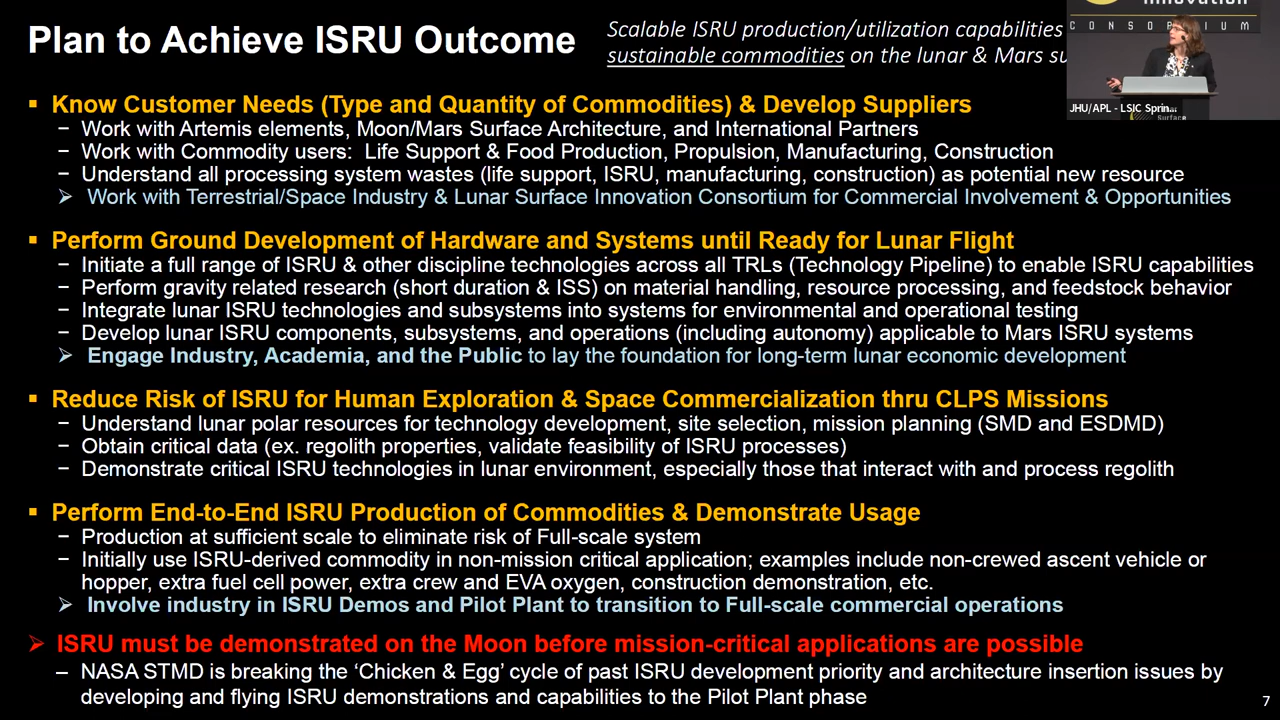 Plan to Achieve ISRU Outcome
Scalable ISRU production/utilization capabilities
sustainable commodities on the lunar & Mars
▪ Know Customer Needs (Type and Quantity of Commodities) & Develop Suppliers
− Work with Artemis elements, Moon/Mars Surface Architecture, and International Partners
− Work with Commodity users: Life Support & Food Production, Propulsion, Manufacturing, Construction
− Understand all processing system wastes (life support, ISRU, manufacturing, construction) as potential new resource
➢ Work with Terrestrial/Space Industry & Lunar Surface Innovation Consortium for Commercial Involvement & Opportunities
▪ Perform Ground Development of Hardware and Systems until Ready for Lunar Flight
− Initiate a full range of ISRU & other discipline technologies across all TRLs (Technology Pipeline) to enable ISRU capabilities
− Perform gravity related research (short duration & ISS) on material handling, resource processing, and feedstock behavior
− Integrate lunar ISRU technologies and subsystems into systems for environmental and operational testing
− Develop lunar ISRU components, subsystems, and operations (including autonomy) applicable to Mars ISRU systems
➢ Engage Industry, Academia, and the Public to lay the foundation for long-term lunar economic development
▪ Reduce Risk of ISRU for Human Exploration & Space Commercialization thru CLPS Missions
− Understand lunar polar resources for technology development, site selection, mission planning (SMD and ESDMD)
− Obtain critical data (ex. regolith properties, validate feasibility of ISRU processes)
− Demonstrate critical ISRU technologies in lunar environment, especially those that interact with and process regolith
▪ Perform End-to-End ISRU Production of Commodities & Demonstrate Usage
− Production at sufficient scale to eliminate risk of Full-scale system
− Initially use ISRU-derived commodity in non-mission critical application; examples include non-crewed ascent vehicle or
hopper, extra fuel cell power, extra crew and EVA oxygen, construction demonstration, etc.
➢ Involve industry in ISRU Demos and Pilot Plant to transition to Full-scale commercial operations
➢ ISRU must be demonstrated on the Moon before mission-critical applications are possible
– NASA STMD is breaking the ‘Chicken & Egg’ cycle of past ISRU development priority and architecture insertion issues by
developing and flying ISRU demonstrations and capabilities to the Pilot Plant phase
7
Innovation
CONSORTIUM
JHU/APL - LSIC Sprin...
Surface